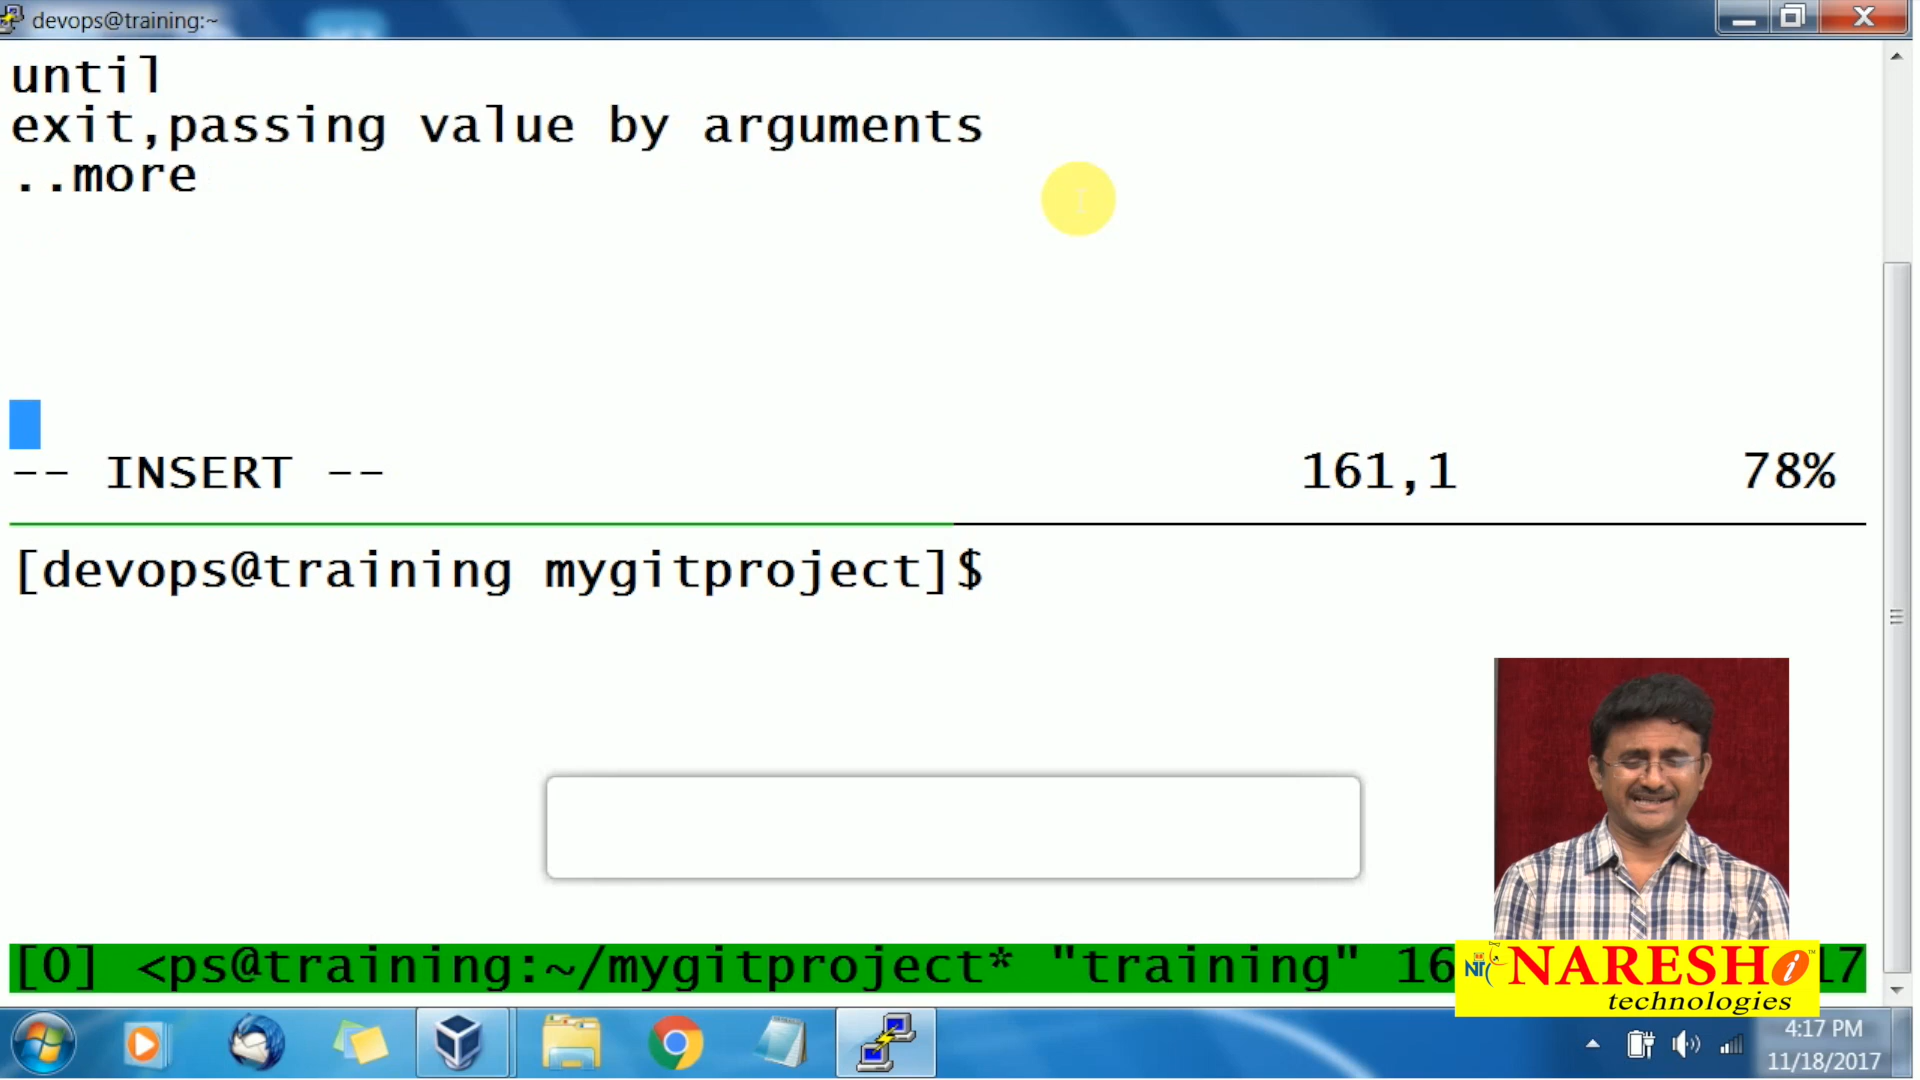 devops@training:~
until
exit,passing value by arguments
..more
-- INSERT -- 161,1 78%
[devops@training mygitproject]$
[0] <ps@training:~/mygitproject* "training" 16 17
NARESH i
technologies
4:17 PM
11/18/2017